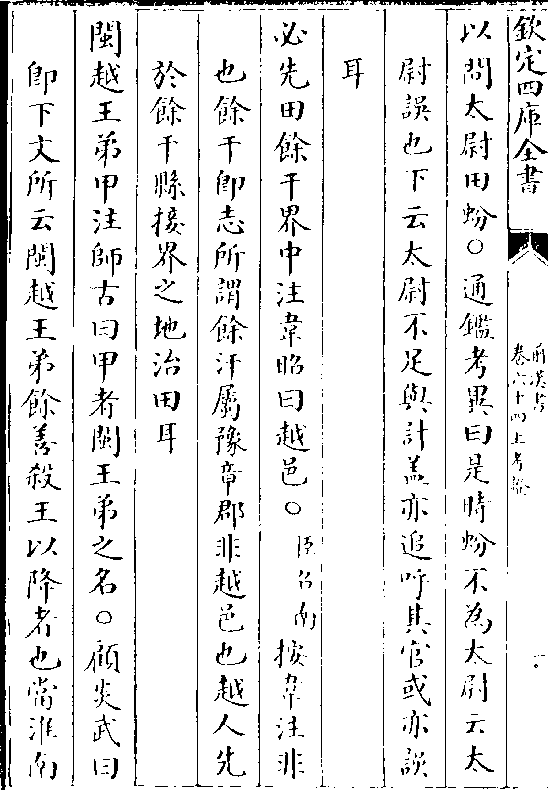 欽定四庫全書
前漢書
卷六十四上考證
一
以問太尉田蚡○通鑑考異曰是時蚡不為太尉云太
尉誤也下云太尉不足與計蓋亦追呼其官或亦誤
耳
必先田餘干界中注韋昭曰越邑○臣召南按韋注非
也餘干即志所謂餘汗屬豫章郡非越邑也越人先
於餘干縣接界之地治田耳
閩越王弟甲注師古曰甲者閩王弟之名○顧炎武曰
即下文所云閩越王弟餘善殺王以降者也當淮南